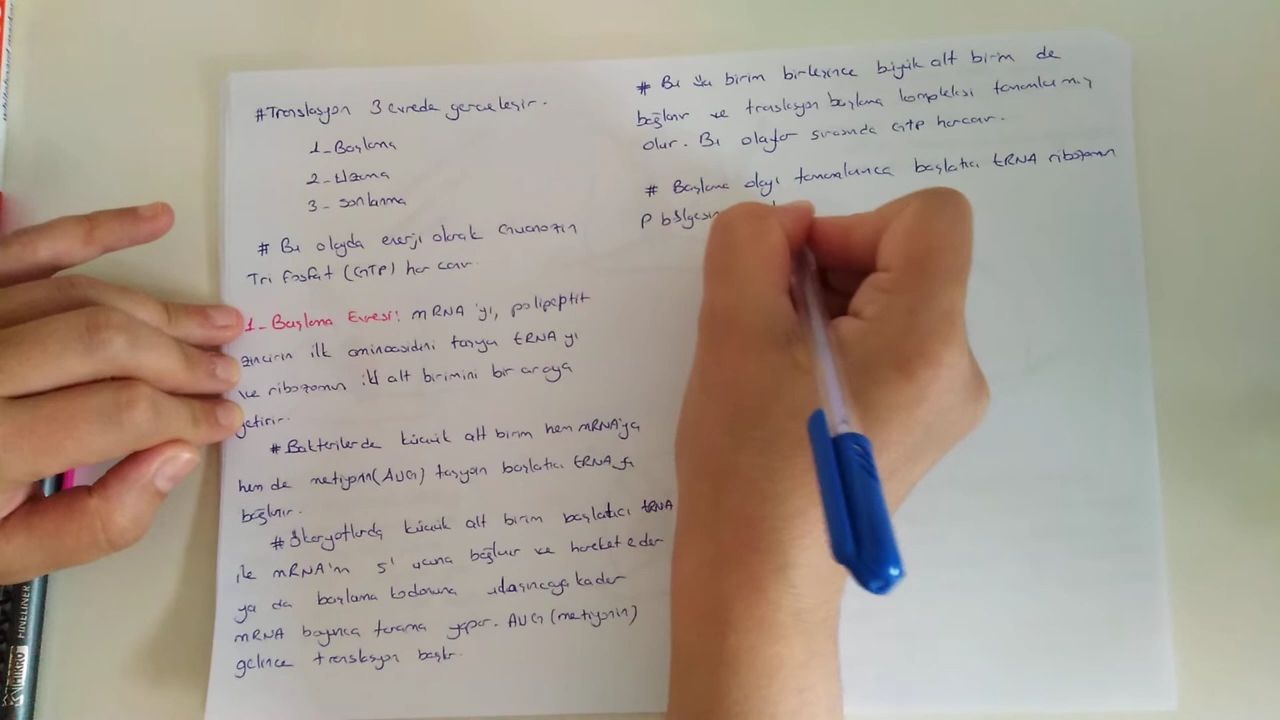 #Translasyon 3 evrede gerçekleşir.
1-Başlama
2-Uzama
3-Sonlanma
# Bu olayda enerji olarak Guanozin
Tri fosfat (GTP) harcar.
1-Başlama Evresi: mRNA'yı, polipeptit
zincirin ilk aminoasidini taşıyan tRNA yı
ve ribozomun iki alt birimini bir araya
getirir.
#Bakterilerde küçük alt birim hem mRNA'ya
hem de metiyonin(AUG) taşıyan başlatıcı tRNA ya
bağlanır.
#Ökaryotlarda küçük alt birim başlatıcı tRNA
ile mRNA'nın 5' ucuna bağlanır ve hareket eder
ya da başlama kodonuna ulaşıncaya kadar
mRNA boyunca tarama yapar. AUG (metiyonin)
gelince translasyon başlar.
# Bu iki birim birleşince büyük alt birim de
bağlanır ve translasyon başlama kompleksi tamamlanmış
olur. Bu olaylar sırasında GTP harcar.
# Başlama olayı tamamlanınca başlatıcı tRNA ribozomun
P bölgesin
MIKRO FINELINER